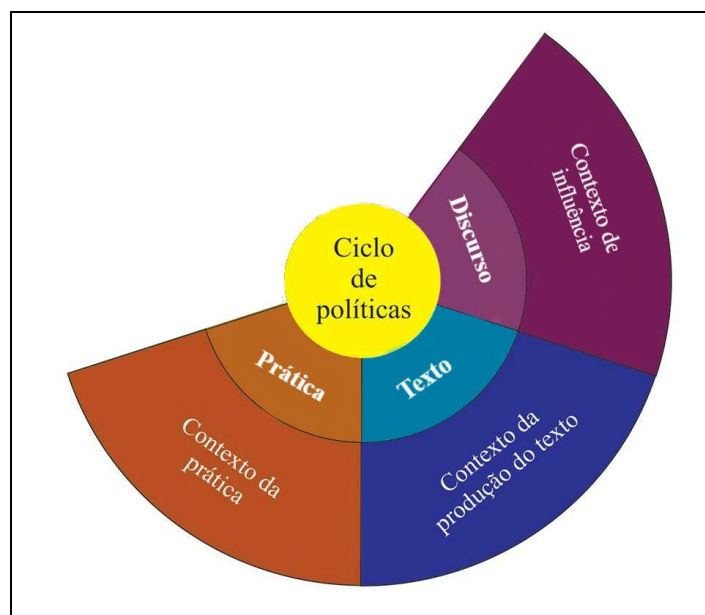 Ciclo
de
políticas
Discurso
Contexto de
influência
Texto
Contexto da
produção do texto
Prática
Contexto da
prática